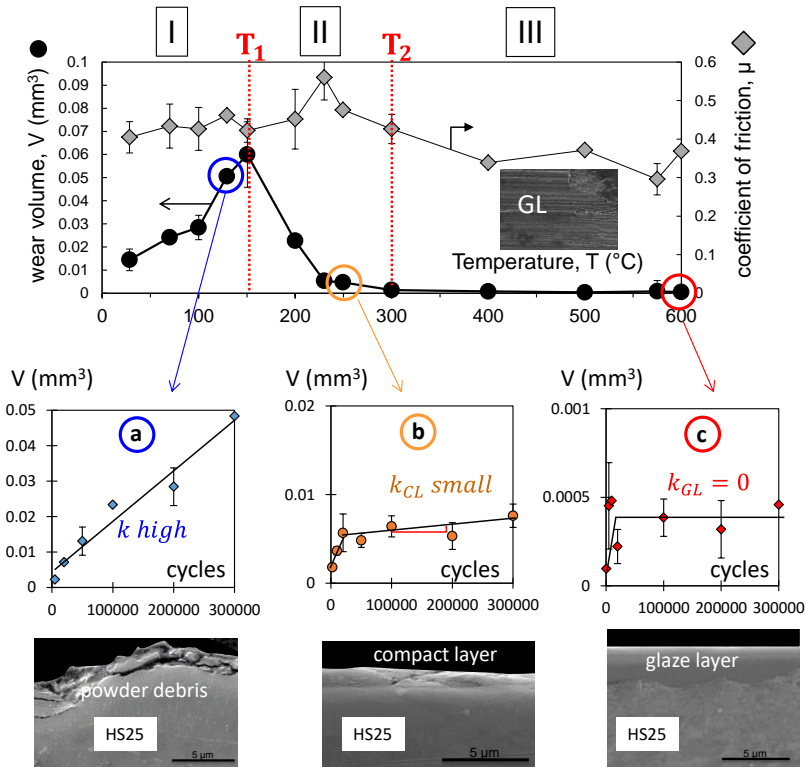 I
T1
II
T2
III
wear volume, V (mm³)
0.1
0.09
0.08
0.07
0.06
0.05
0.04
0.03
0.02
0.01
0
0.6
0.5
0.4
0.3
0.2
0.1
0
coefficient of friction, μ
GL
Temperature, T (°C)
0 100 200 300 400 500 600
V (mm³)
0.05
0.04
0.03
0.02
0.01
0
a
k high
cycles
0 100000 200000 300000
V (mm³)
0.02
0.01
0
b
k_CL small
cycles
0 100000 200000 300000
V (mm³)
0.001
0.0005
0
c
k_GL = 0
cycles
0 100000 200000 300000
powder debris
HS25
5 μm
compact layer
HS25
5 μm
glaze layer
HS25
5 μm